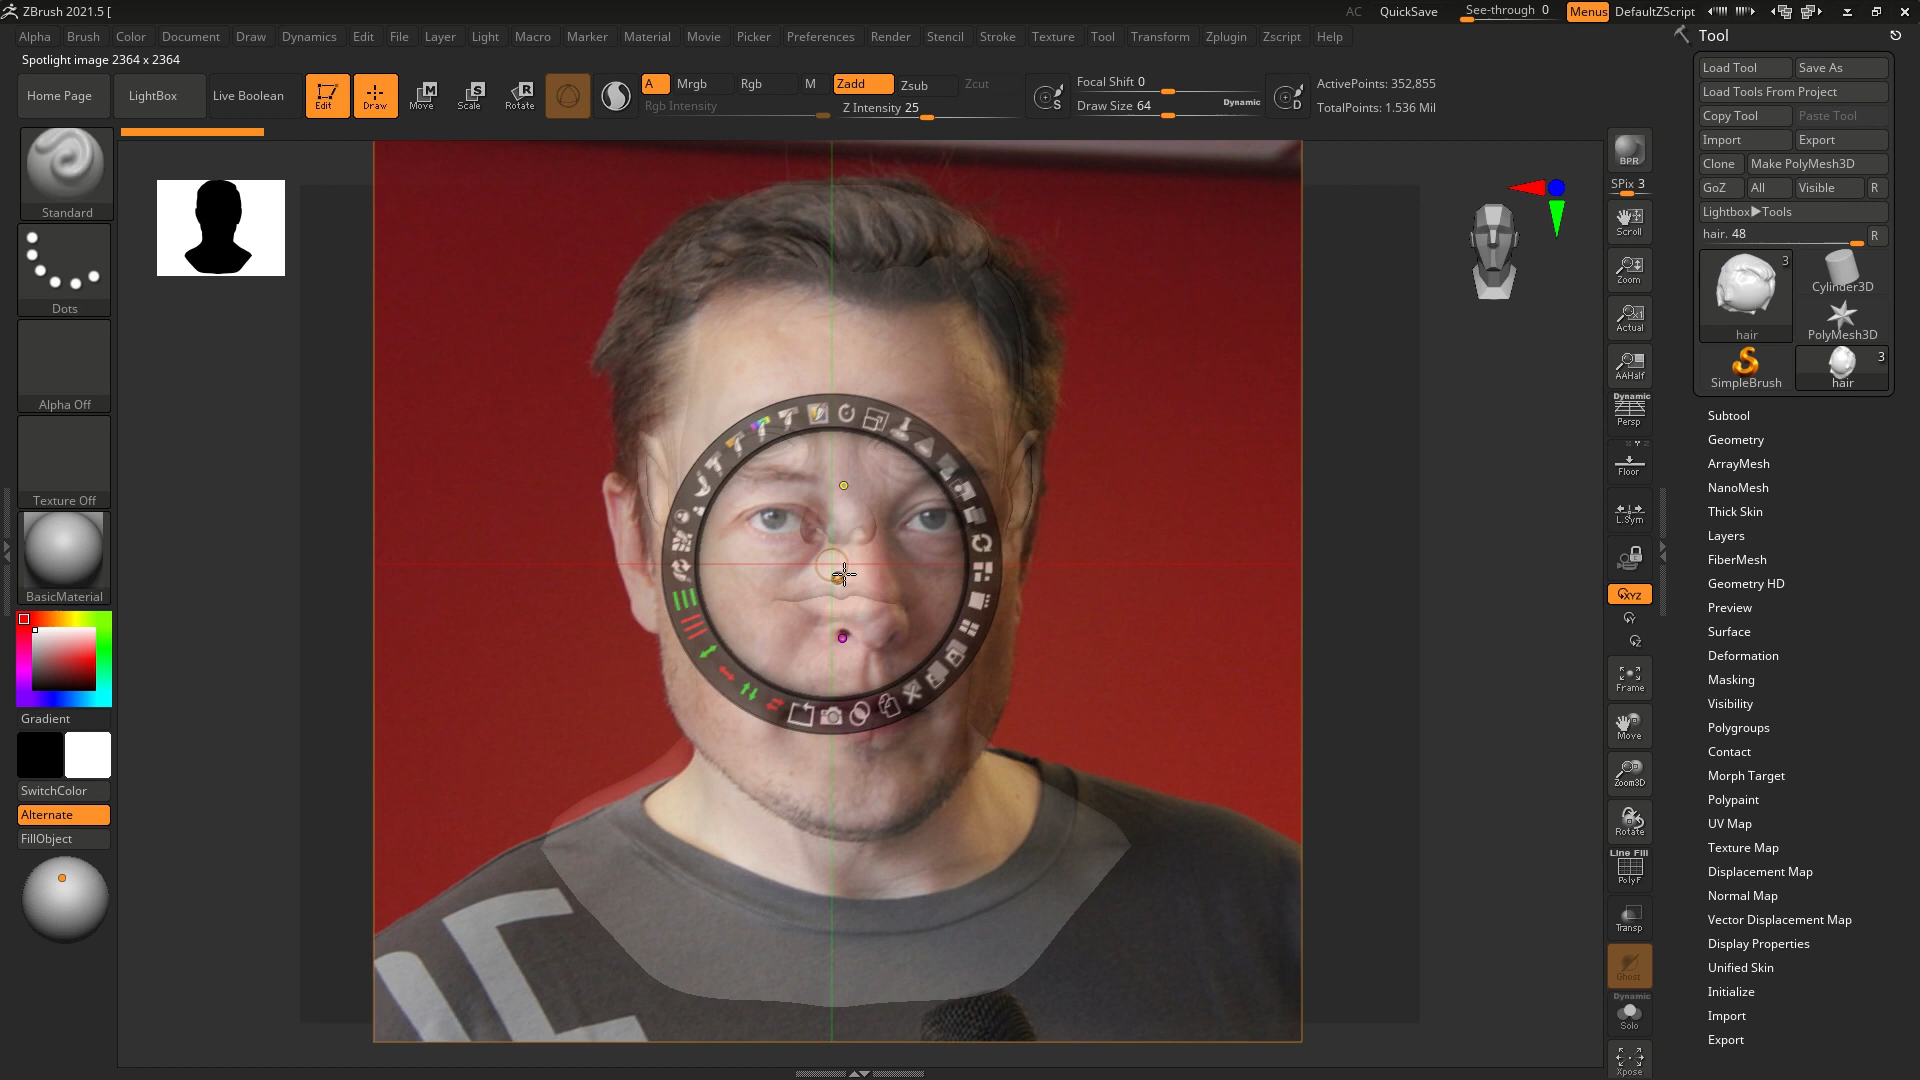 ZBrush 2021.5 [
AC QuickSave See-through 0 Menus DefaultZScript
Alpha Brush Color Document Draw Dynamics Edit File Layer Light Macro Marker Material Movie Picker Preferences Render Stencil Stroke Texture Tool Transform Zplugin Zscript Help
Spotlight image 2364 x 2364
Home Page LightBox Live Boolean Edit Draw Move Scale Rotate
A Mrgb Rgb M Zadd Zsub Zcut
Rgb Intensity Z Intensity 25
Focal Shift 0
Draw Size 64 Dynamic
S
D
ActivePoints: 352,855
TotalPoints: 1.536 Mil
Standard
Dots
Alpha Off
Texture Off
BasicMaterial
Gradient
SwitchColor
Alternate
FillObject
BPR
SPix 3
Scroll
Zoom
Actual
AAHalf
Dynamic
Persp
Floor
L.Sym
XYZ
Y
Z
Frame
Move
Zoom3D
Rotate
Line Fill
PolyF
Transp
Ghost
Dynamic
Solo
Xpose
Tool
Load Tool Save As
Load Tools From Project
Copy Tool Paste Tool
Import Export
Clone Make PolyMesh3D
GoZ All Visible R
Lightbox▶Tools
hair. 48 R
3
hair
Cylinder3D
PolyMesh3D
SimpleBrush
3
hair
Subtool
Geometry
ArrayMesh
NanoMesh
Thick Skin
Layers
FiberMesh
Geometry HD
Preview
Surface
Deformation
Masking
Visibility
Polygroups
Contact
Morph Target
Polypaint
UV Map
Texture Map
Displacement Map
Normal Map
Vector Displacement Map
Display Properties
Unified Skin
Initialize
Import
Export